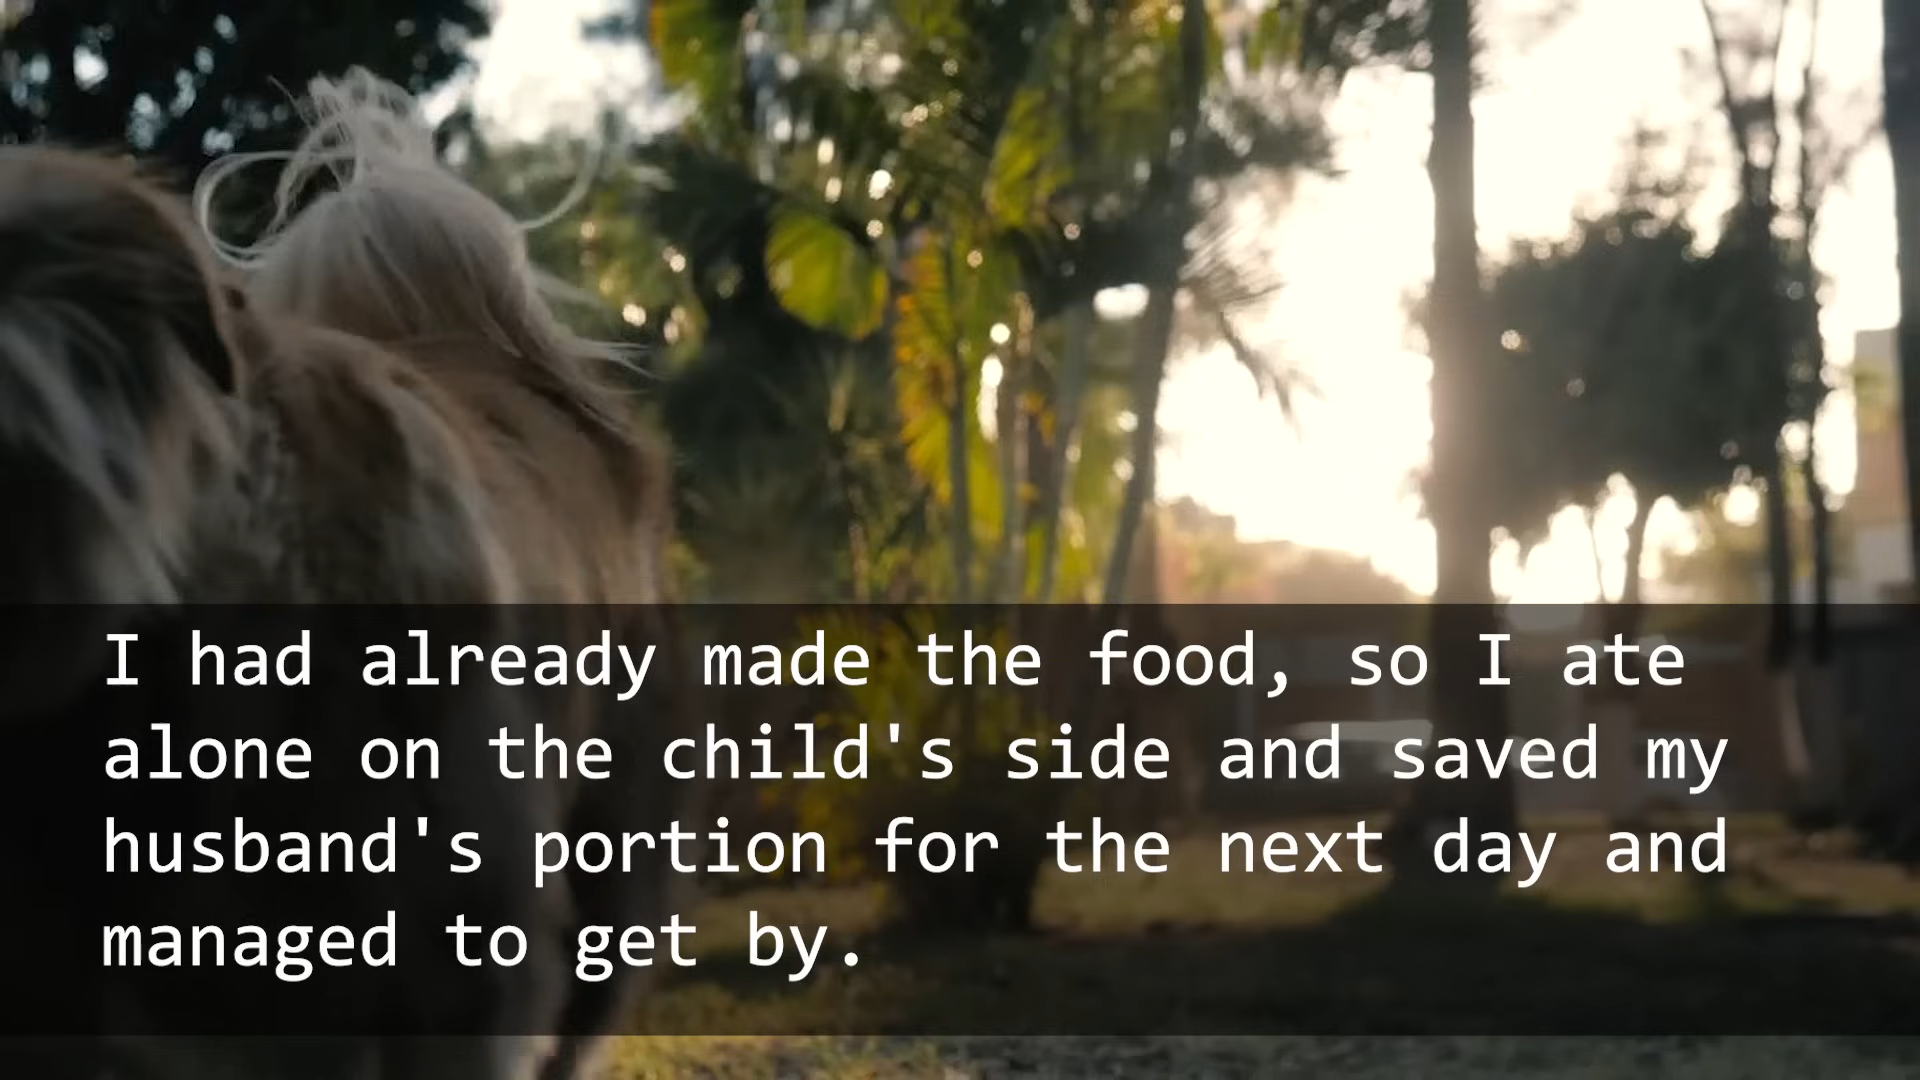 I had already made the food, so I ate
alone on the child's side and saved my
husband's portion for the next day and
managed to get by.